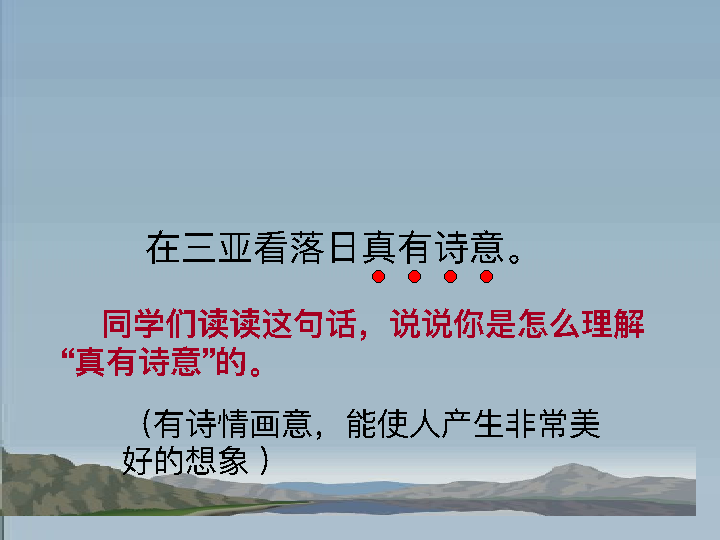 在三亚看落日真有诗意。
同学们读读这句话，说说你是怎么理解
“真有诗意”的。
（有诗情画意，能使人产生非常美
好的想象 ）